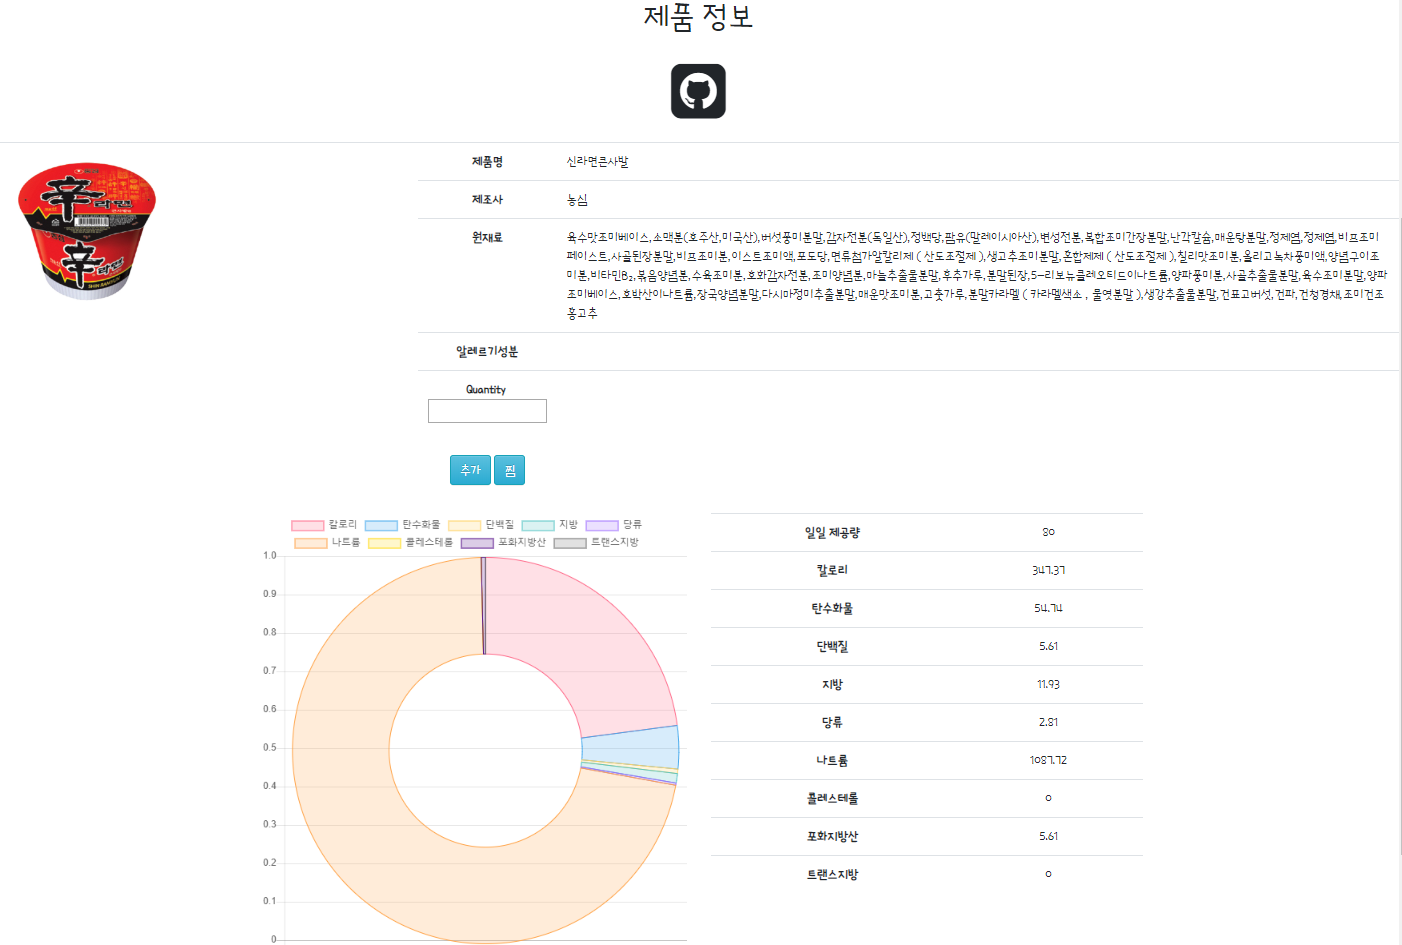 제품 정보
제품명 신라면큰사발
제조사 농심
원재료 육수맛조미베이스,소맥분(호주산,미국산),버섯풍미분말,감자전분(독일산),정백당,팜유(말레이시아산),변성전분,복합조미간장분말,난각칼슘,매운탕분말,정제염,정제염,비프조미
페이스트,사골된장분말,비프조미분,이스트조미액,포도당,면류첨가알칼리제 ( 산도조절제 ),생고추조미분말,혼합제제 ( 산도조절제 ),칠리맛조미분,올리고녹차풍미액,양념구이조
미분,비타민B₂,볶음양념분,수육조미분,호화감자전분,조미양념분,마늘추출물분말,후추가루,분말된장,5-리보뉴클레오티드이나트륨,양파풍미분,사골추출물분말,육수조미분말,양파
조미베이스,호박산이나트륨,장국양념분말,다시마정미추출분말,매운맛조미분,고춧가루,분말카라멜 ( 카라멜색소 , 물엿분말 ),생강추출물분말,건표고버섯,건파,건청경채,조미건조
홍고추
알레르기성분
Quantity
추가 찜
칼로리 탄수화물 단백질 지방 당류
나트륨 콜레스테롤 포화지방산 트랜스지방
1.0
0.9
0.8
0.7
0.6
0.5
0.4
0.3
0.2
0.1
0
일일 제공량 80
칼로리 347.37
탄수화물 54.74
단백질 5.61
지방 11.93
당류 2.81
나트륨 1087.72
콜레스테롤 0
포화지방산 5.61
트랜스지방 0
辛라면
辛라면